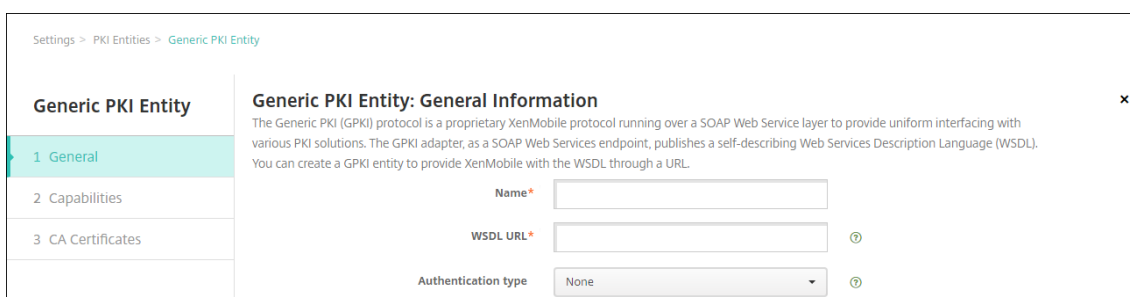 Settings > PKI Entities > Generic PKI Entity
Generic PKI Entity
1 General
2 Capabilities
3 CA Certificates
Generic PKI Entity: General Information
The Generic PKI (GPKI) protocol is a proprietary XenMobile protocol running over a SOAP Web Service layer to provide uniform interfacing with
various PKI solutions. The GPKI adapter, as a SOAP Web Services endpoint, publishes a self-describing Web Services Description Language (WSDL).
You can create a GPKI entity to provide XenMobile with the WSDL through a URL.
Name*
WSDL URL*
Authentication type None